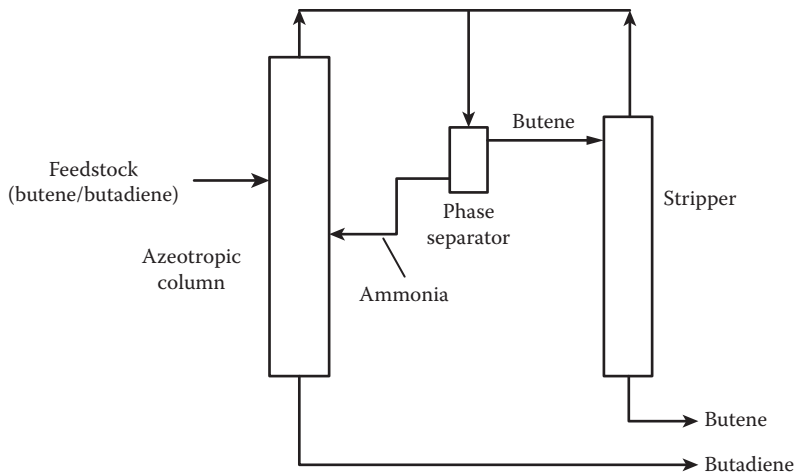 Butene
Feedstock
(butene/butadiene)
Phase
separator
Stripper
Azeotropic
column
Ammonia
Butene
Butadiene